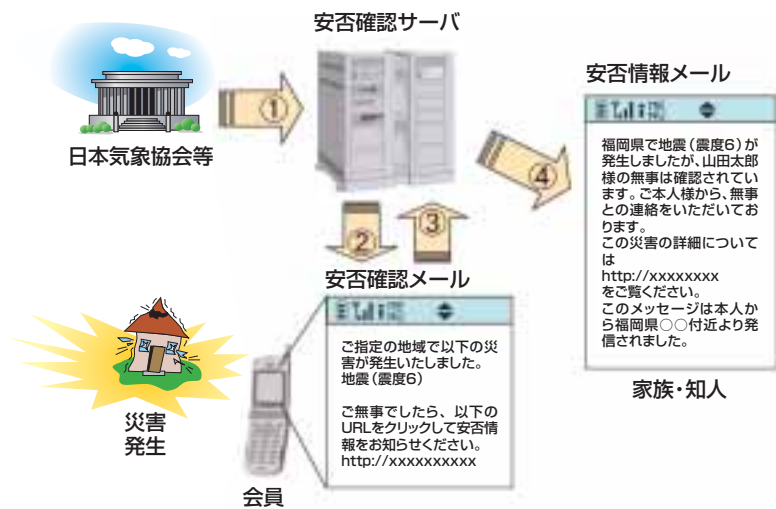 安否確認サーバ
①
日本気象協会等
②
③
④
安否情報メール
福岡県で地震(震度6)が
発生しましたが、山田太郎
様の無事は確認されてい
ます。ご本人様から、無事
との連絡をいただいてお
ります。
この災害の詳細について
は
http://xxxxxxxx
をご覧ください。
このメッセージは本人か
ら福岡県○○付近より発
信されました。
家族・知人
安否確認メール
ご指定の地域で以下の災
害が発生いたしました。
地震(震度6)
ご無事でしたら、以下の
URLをクリックして安否情
報をお知らせください。
http://xxxxxxxxxx
災害
発生
会員